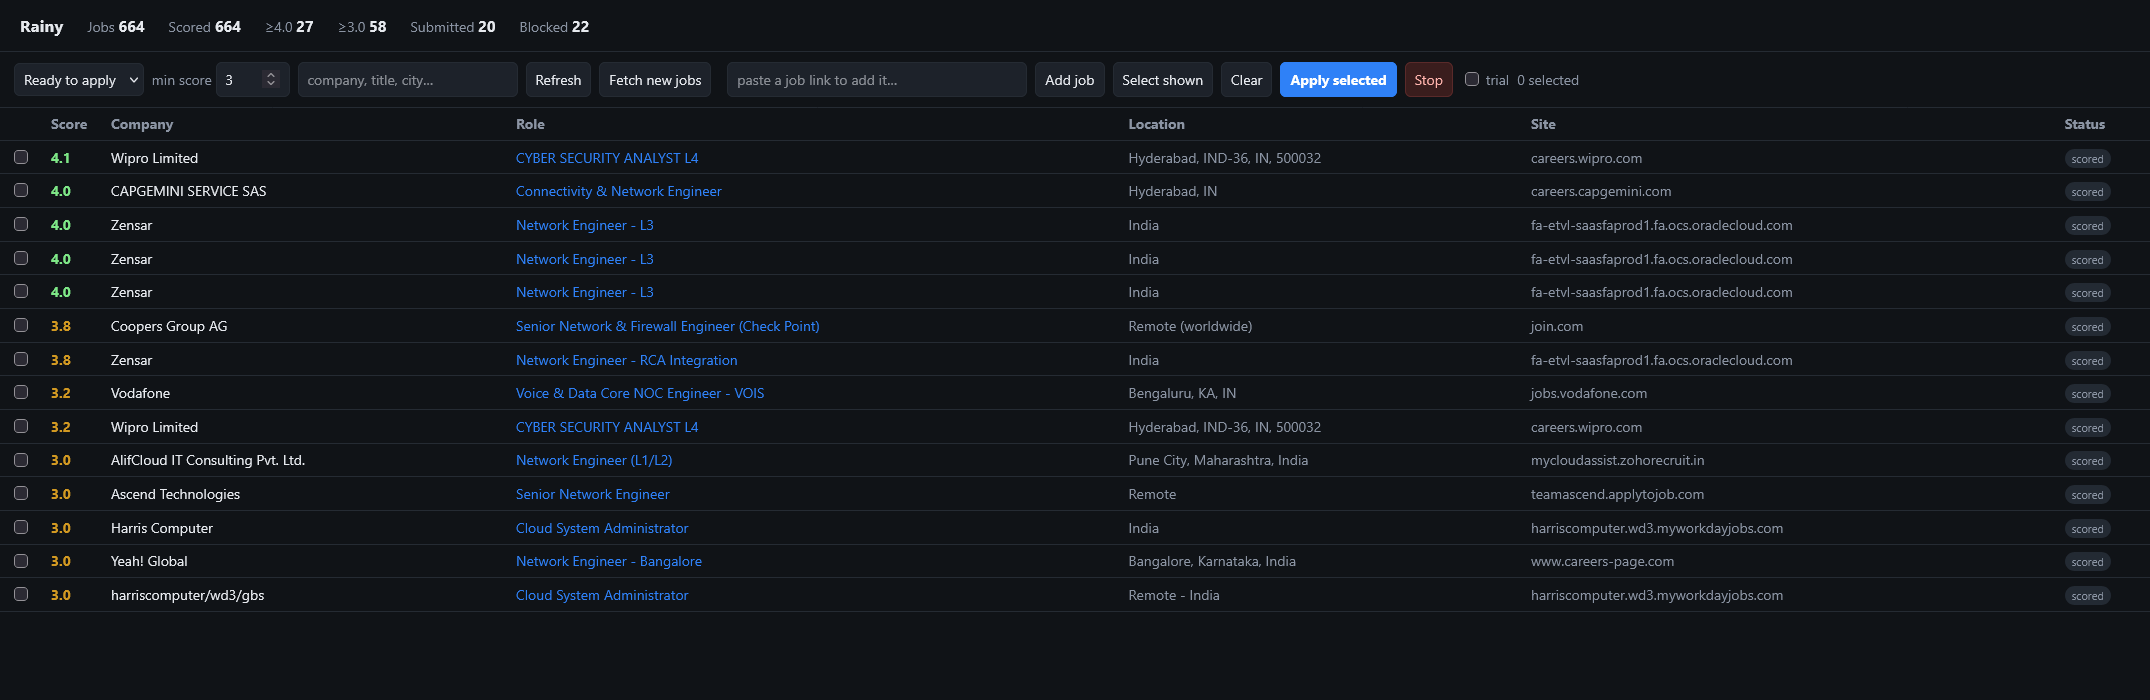 Rainy Jobs 664 Scored 664 ≥4.0 27 ≥3.0 58 Submitted 20 Blocked 22
Ready to apply min score 3 company, title, city... Refresh Fetch new jobs paste a job link to add it... Add job Select shown Clear Apply selected Stop trial 0 selected
Score Company Role Location Site Status
4.1 Wipro Limited CYBER SECURITY ANALYST L4 Hyderabad, IND-36, IN, 500032 careers.wipro.com scored
4.0 CAPGEMINI SERVICE SAS Connectivity & Network Engineer Hyderabad, IN careers.capgemini.com scored
4.0 Zensar Network Engineer - L3 India fa-etvl-saasfaprod1.fa.ocs.oraclecloud.com scored
4.0 Zensar Network Engineer - L3 India fa-etvl-saasfaprod1.fa.ocs.oraclecloud.com scored
4.0 Zensar Network Engineer - L3 India fa-etvl-saasfaprod1.fa.ocs.oraclecloud.com scored
3.8 Coopers Group AG Senior Network & Firewall Engineer (Check Point) Remote (worldwide) join.com scored
3.8 Zensar Network Engineer - RCA Integration India fa-etvl-saasfaprod1.fa.ocs.oraclecloud.com scored
3.2 Vodafone Voice & Data Core NOC Engineer - VOIS Bengaluru, KA, IN jobs.vodafone.com scored
3.2 Wipro Limited CYBER SECURITY ANALYST L4 Hyderabad, IND-36, IN, 500032 careers.wipro.com scored
3.0 AlifCloud IT Consulting Pvt. Ltd. Network Engineer (L1/L2) Pune City, Maharashtra, India mycloudassist.zohorecruit.in scored
3.0 Ascend Technologies Senior Network Engineer Remote teamascend.applytojob.com scored
3.0 Harris Computer Cloud System Administrator India harriscomputer.wd3.myworkdayjobs.com scored
3.0 Yeah! Global Network Engineer - Bangalore Bangalore, Karnataka, India www.careers-page.com scored
3.0 harriscomputer/wd3/gbs Cloud System Administrator Remote - India harriscomputer.wd3.myworkdayjobs.com scored